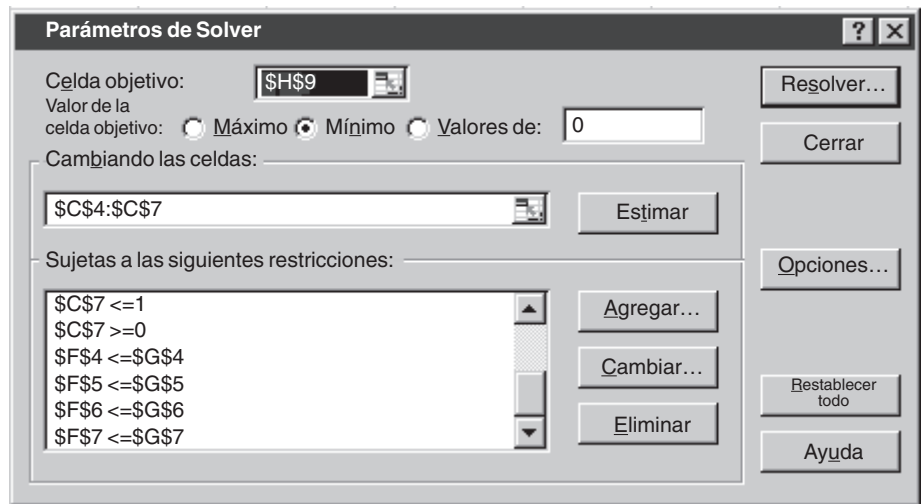 Parámetros de Solver
?
Celda objetivo: $H$9
Valor de la
celda objetivo: Máximo Mínimo Valores de: 0
Resolver...
Cerrar
Cambiando las celdas:
$C$4:$C$7
Estimar
Sujetas a las siguientes restricciones:
$C$7 <=1
$C$7 >=0
$F$4 <=$G$4
$F$5 <=$G$5
$F$6 <=$G$6
$F$7 <=$G$7
Agregar...
Cambiar...
Eliminar
Opciones...
Restablecer
todo
Ayuda